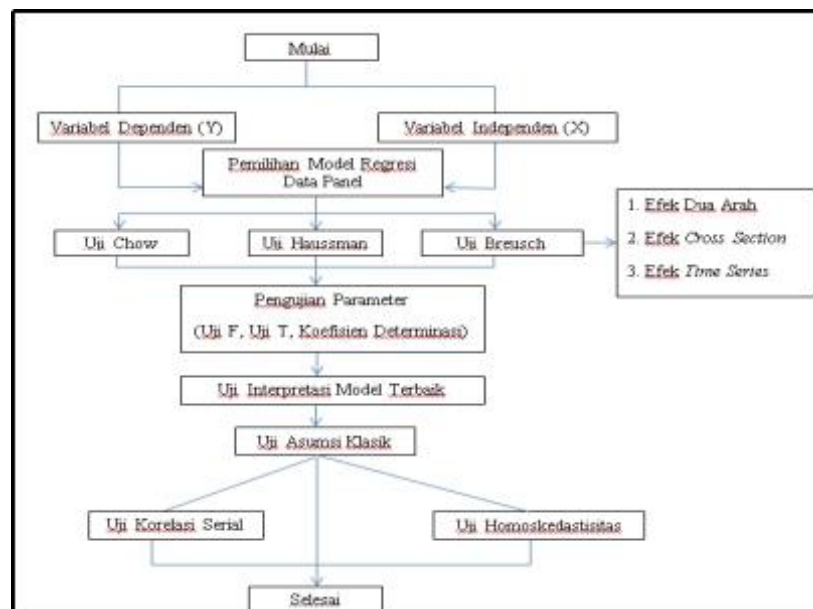 Mulai
Variabel Dependen (Y)
Variabel Independen (X)
Pemilihan Model Regresi
Data Panel
1. Efek Dua Arah
2. Efek Cross Section
3. Efek Time Series
Uji Chow
Uji Haussman
Uji Breusch
Pengujian Parameter
(Uji F, Uji T, Koefisien Determinasi)
Uji Interpretasi Model Terbaik
Uji Asumsi Klasik
Uji Korelasi Serial
Uji Homoskedastisitas
Selesai